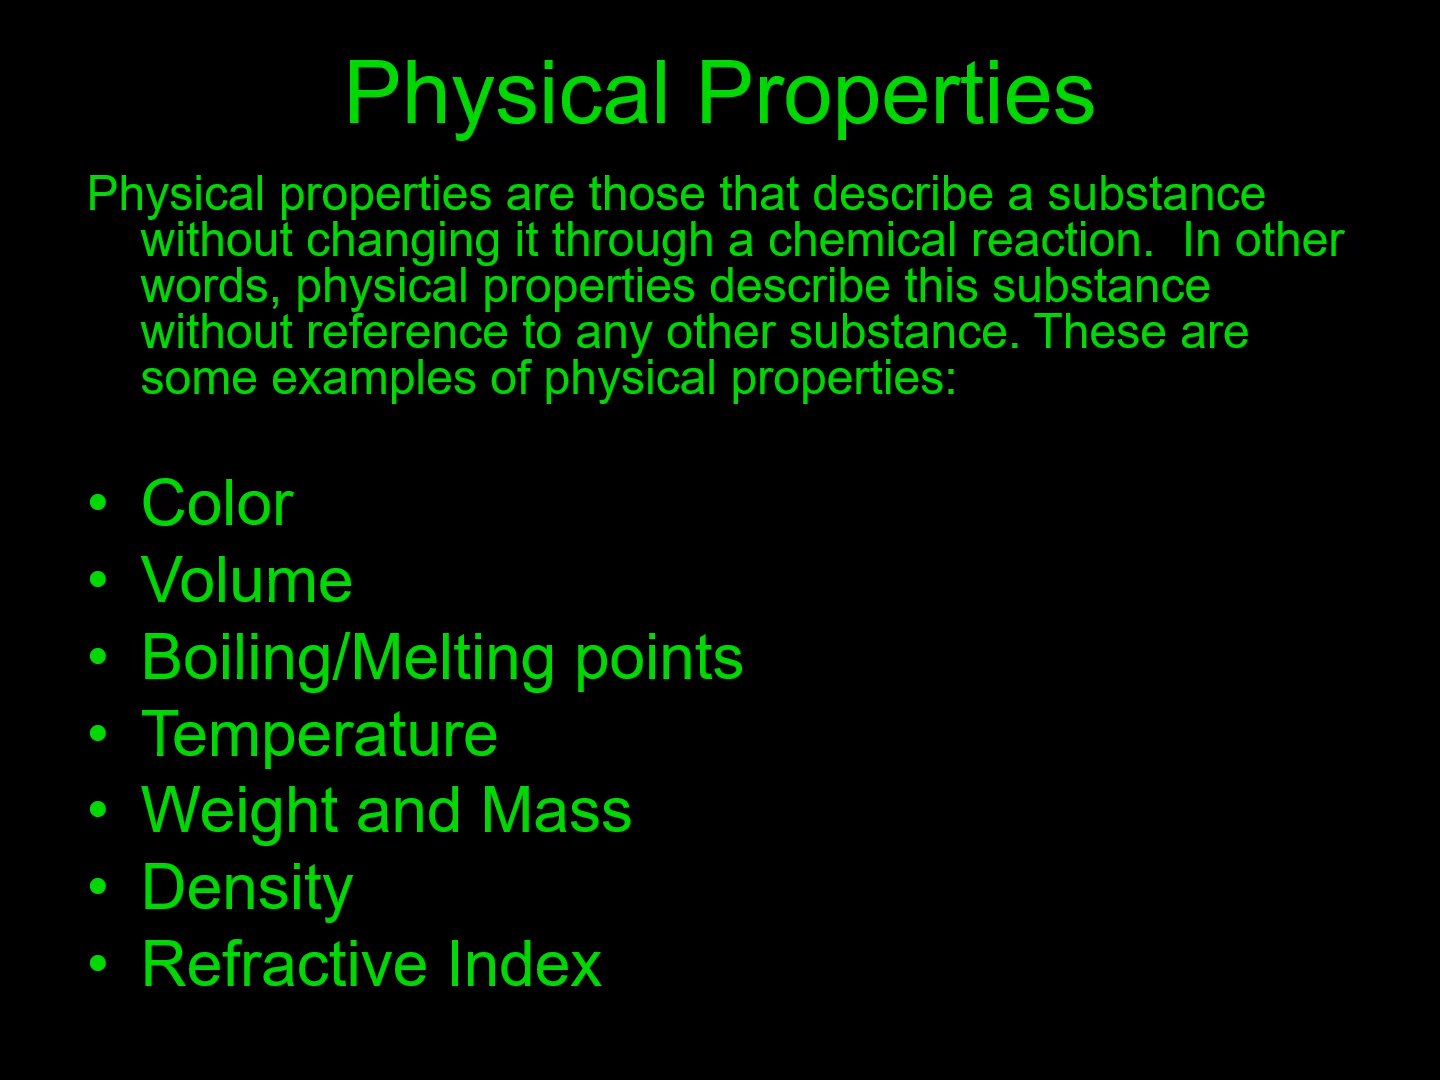 Physical Properties
Physical properties are those that describe a substance
without changing it through a chemical reaction.  In other
words, physical properties describe this substance
without reference to any other substance. These are
some examples of physical properties:
• Color
• Volume
• Boiling/Melting points
• Temperature
• Weight and Mass
• Density
• Refractive Index